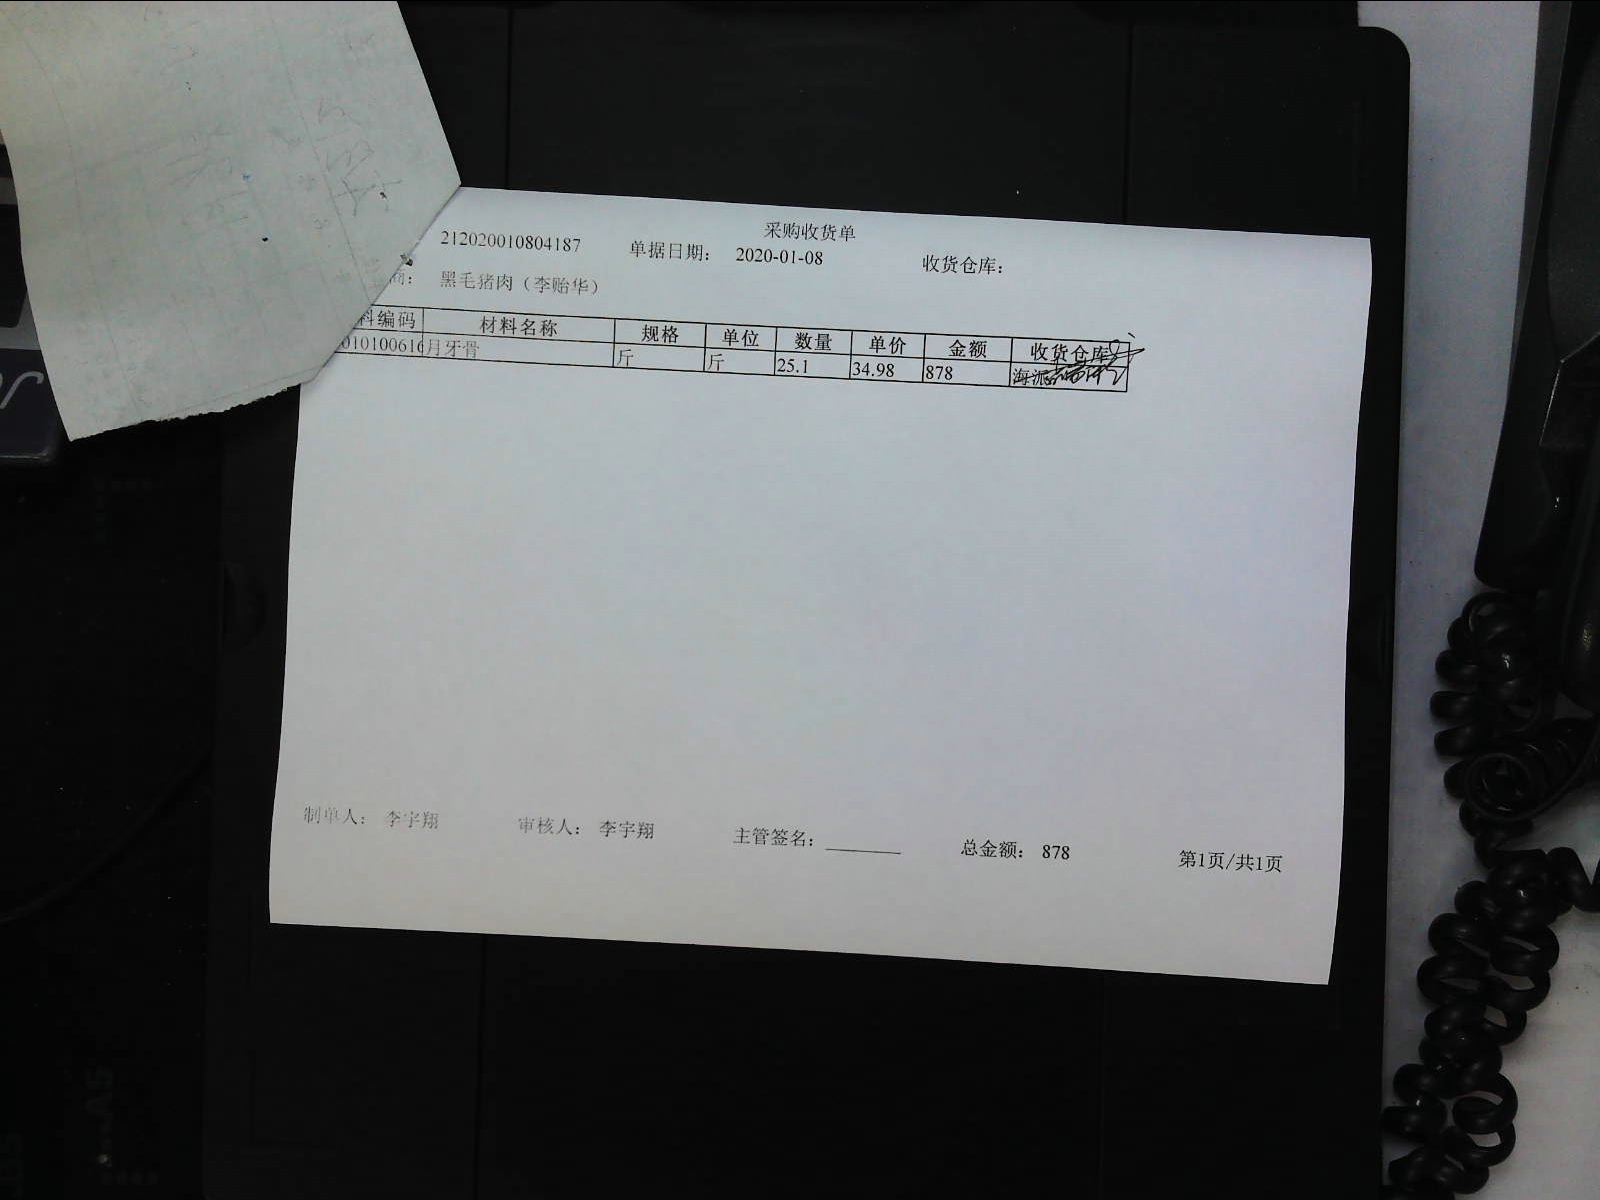 采购收货单
212020010804187 单据日期： 2020-01-08 收货仓库：
商： 黑毛猪肉（李贻华）
料编码 材料名称 规格 单位 数量 单价 金额 收货仓库
010100616 月牙骨 斤 斤 25.1 34.98 878 海派
制单人： 李宇翔 审核人： 李宇翔 主管签名： 总金额： 878 第1页/共1页